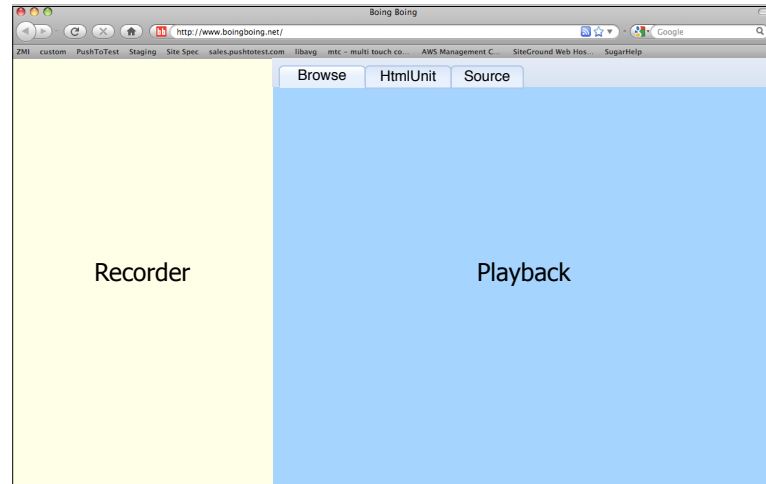 Boing Boing
http://www.boingboing.net/
Google
ZMI custom PushToTest Staging Site Spec sales.pushtotest.com libavg mtc - multi touch co... AWS Management C... SiteGround Web Hos... SugarHelp
Browse HtmlUnit Source
Recorder Playback